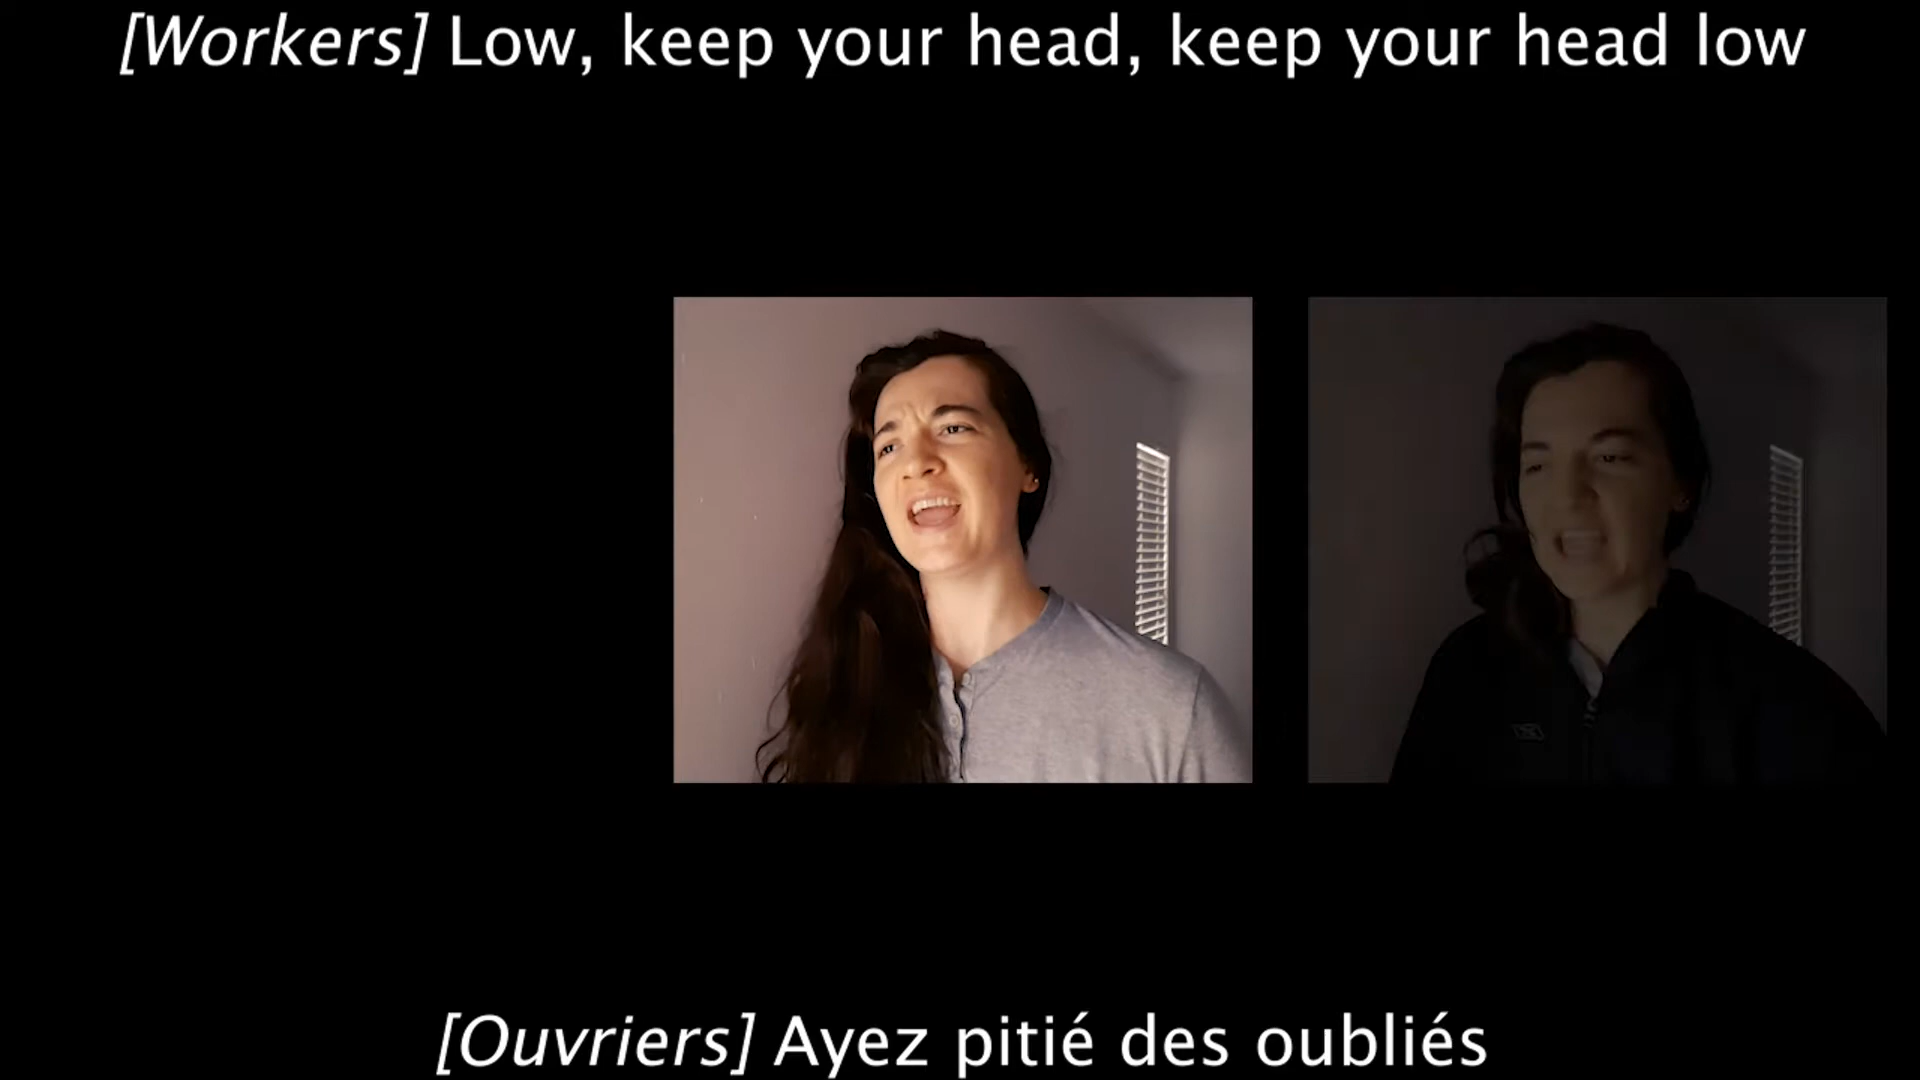 [Workers] Low, keep your head, keep your head low
[Ouvriers] Ayez pitié des oubliés